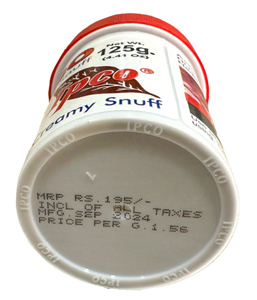 Net Wt.
125g.
(4.41 Ozs)
Ipco®
Creamy Snuff
IPCO
IPCO
IPCO
IPCO
MRP RS.195/-
INCL OF ALL TAXES
MFG.SEP 2024
PRICE PER G.1.56